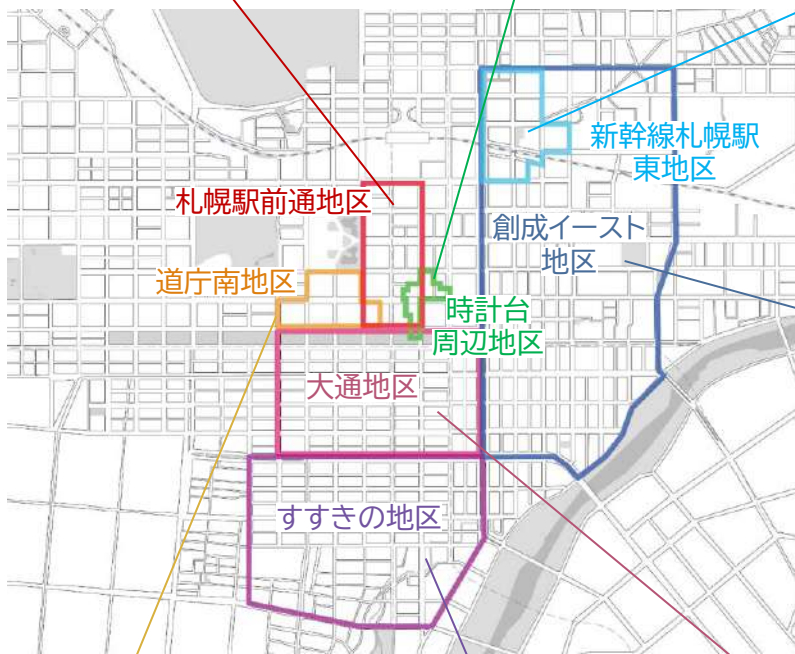 新幹線札幌駅
東地区
札幌駅前通地区
創成イースト
地区
道庁南地区
時計台
周辺地区
大通地区
すすきの地区